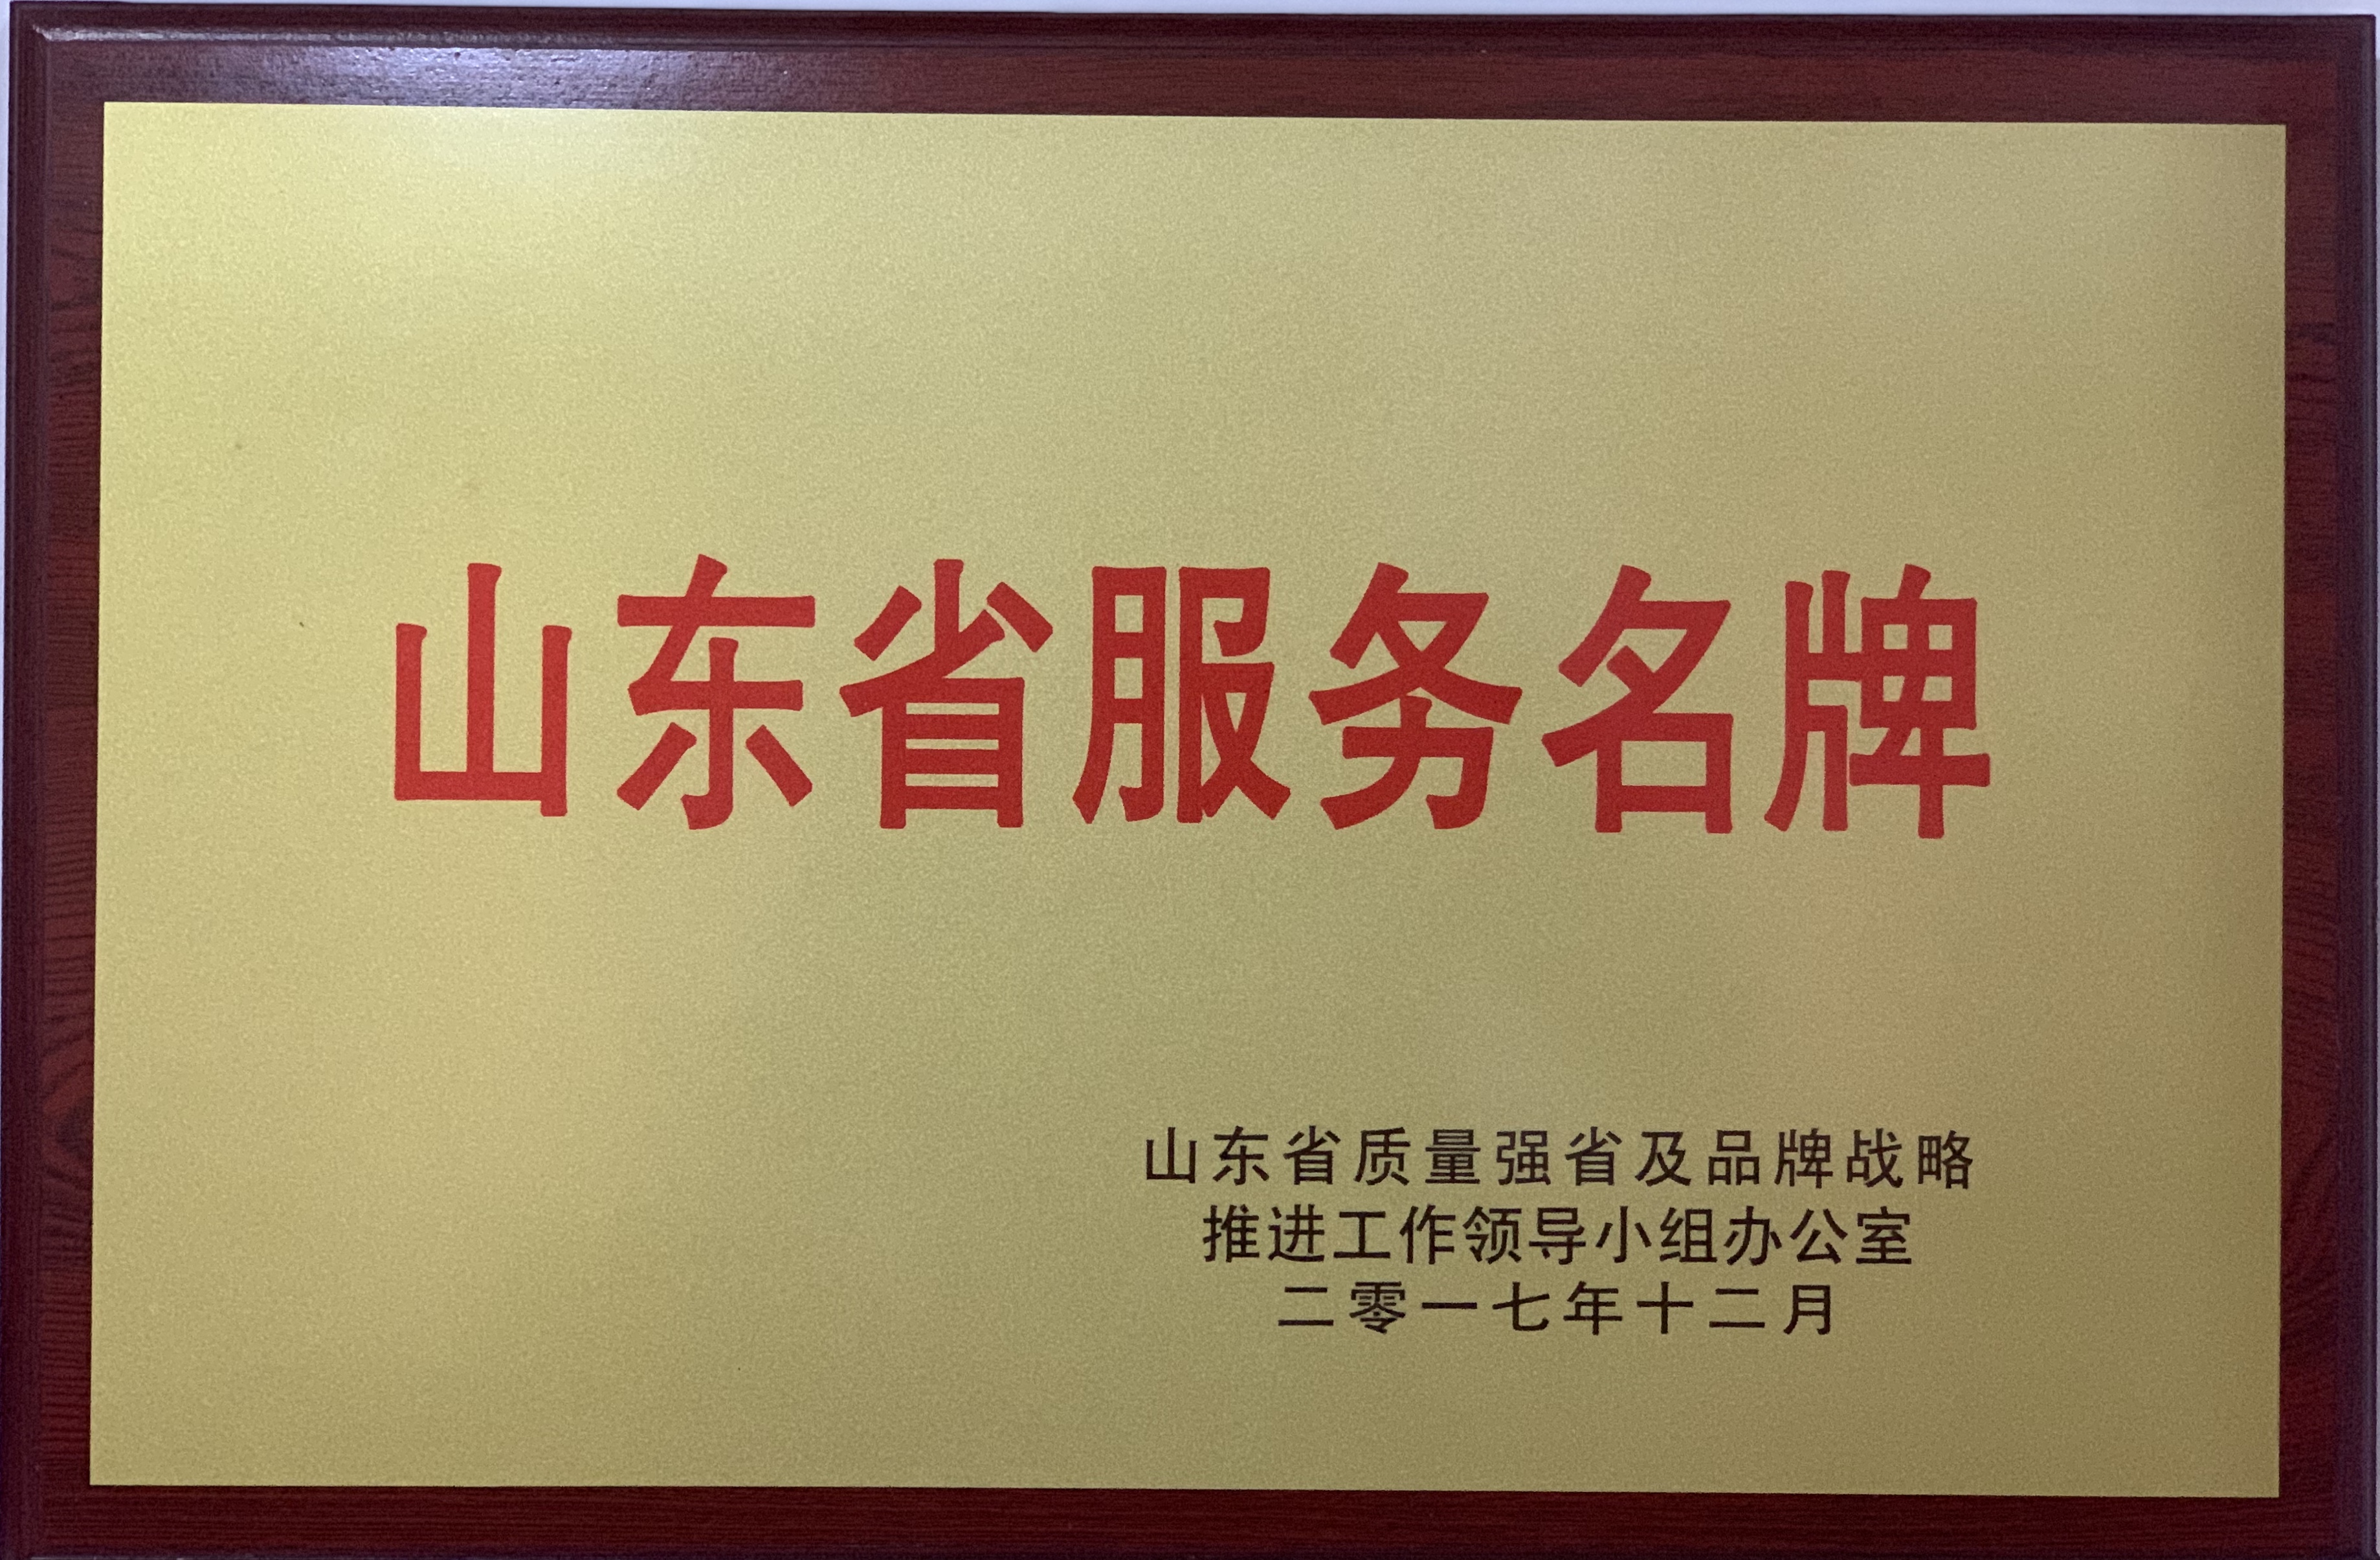 山东省服务名牌
山东省质量强省及品牌战略
推进工作领导小组办公室
二零一七年十二月